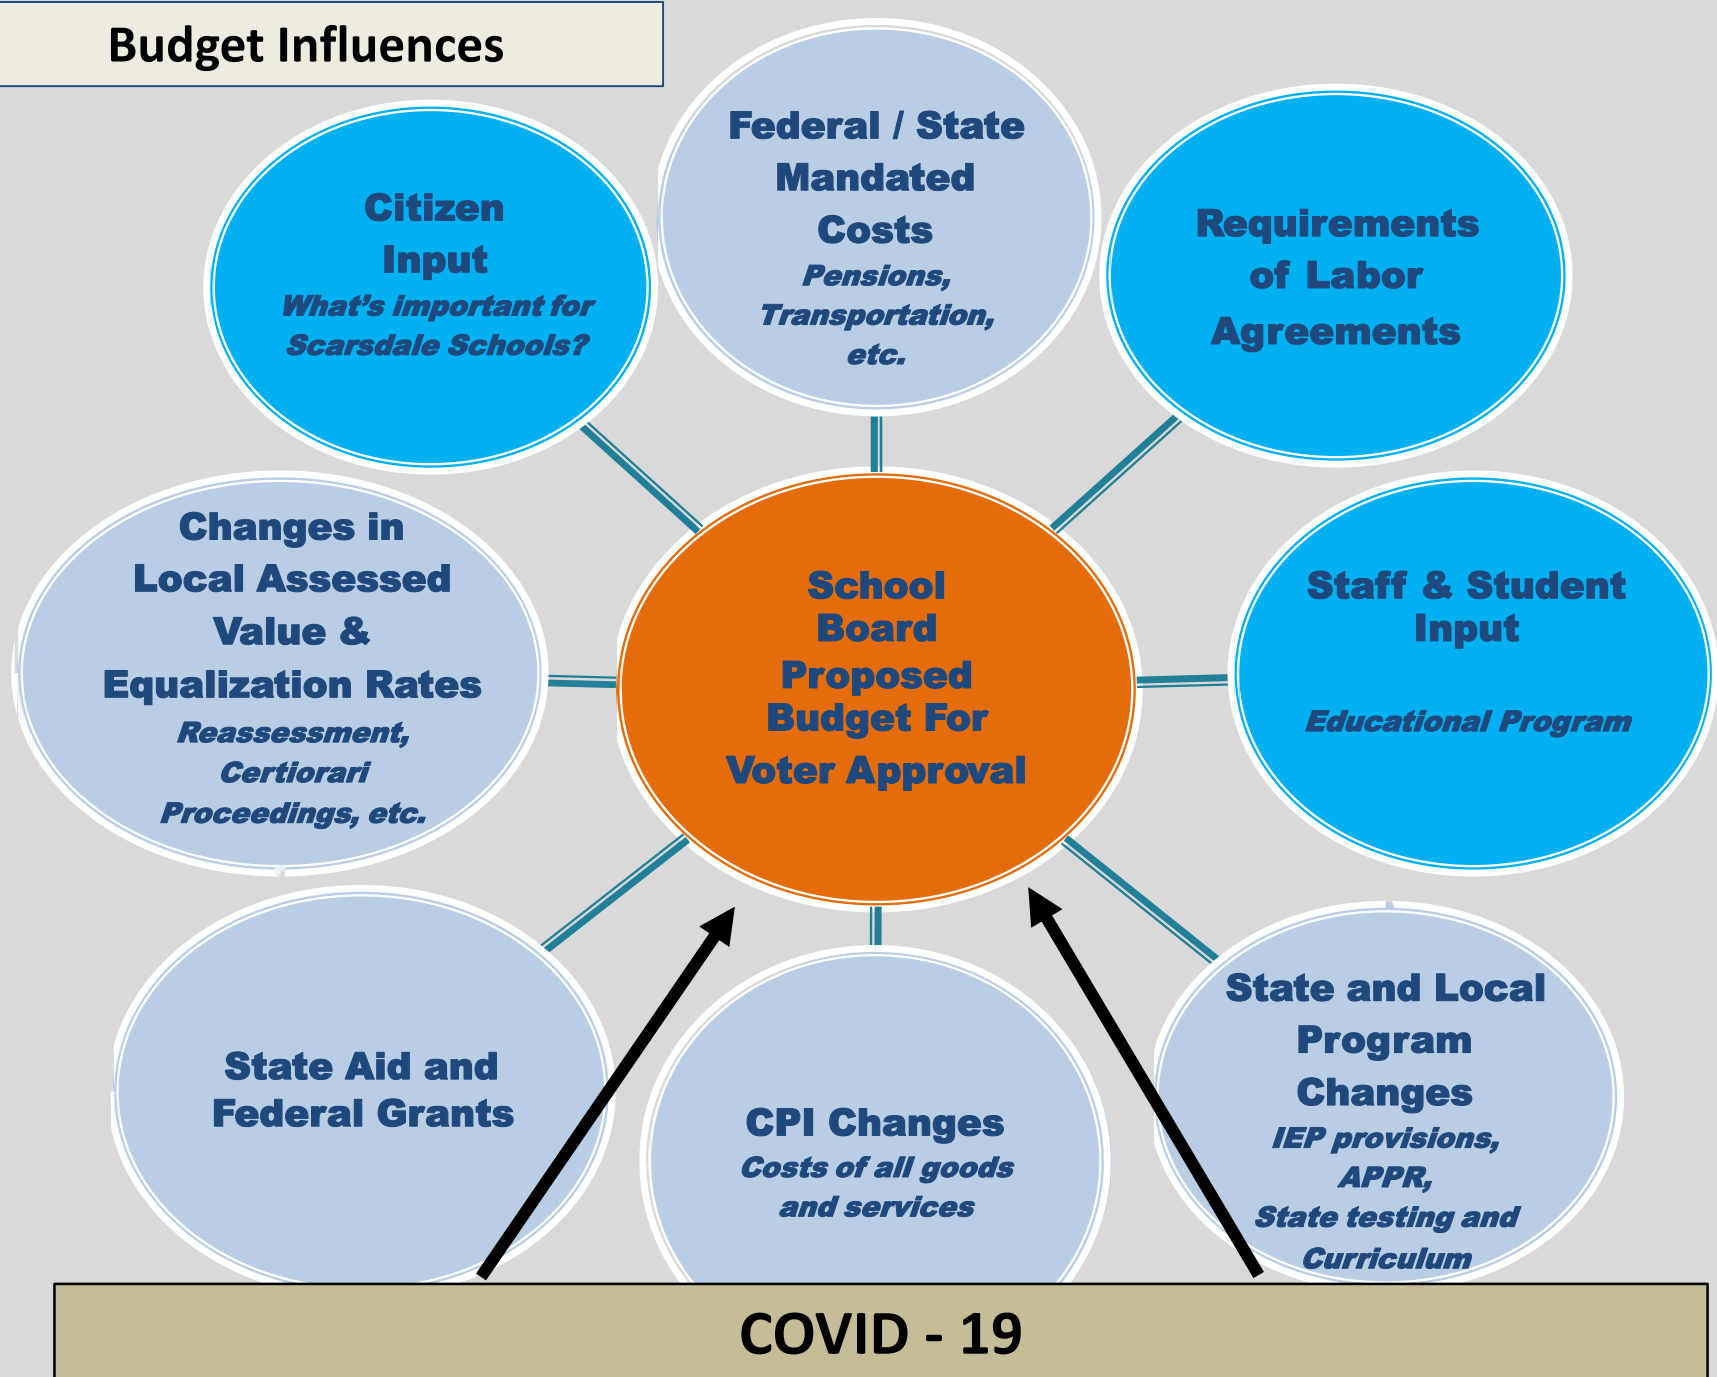 Budget Influences
Federal / State
Mandated
Costs
Pensions,
Transportation,
etc.
Citizen
Input
What's important for
Scarsdale Schools?
Requirements
of Labor
Agreements
Changes in
Local Assessed
Value &
Equalization Rates
Reassessment,
Certiorari
Proceedings, etc.
School
Board
Proposed
Budget For
Voter Approval
Staff & Student
Input
Educational Program
State Aid and
Federal Grants
CPI Changes
Costs of all goods
and services
State and Local
Program
Changes
IEP provisions,
APPR,
State testing and
Curriculum
COVID - 19